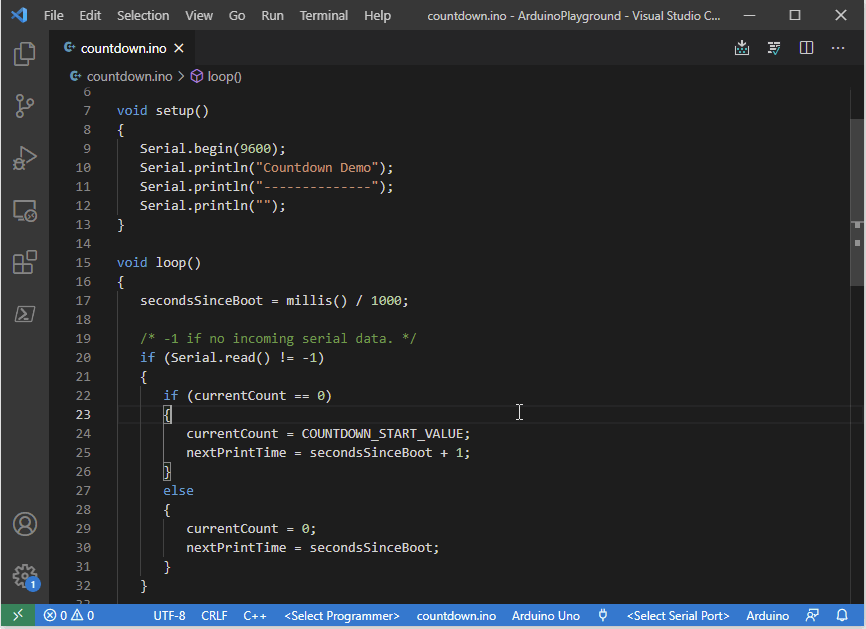 File Edit Selection View Go Run Terminal Help countdown.ino - ArduinoPlayground - Visual Studio C...
countdown.ino
countdown.ino > loop()
6
7 void setup()
8 {
9 Serial.begin(9600);
10 Serial.println("Countdown Demo");
11 Serial.println("--------------");
12 Serial.println("");
13 }
14
15 void loop()
16 {
17 secondsSinceBoot = millis() / 1000;
18
19 /* -1 if no incoming serial data. */
20 if (Serial.read() != -1)
21 {
22 if (currentCount == 0)
23 {
24 currentCount = COUNTDOWN_START_VALUE;
25 nextPrintTime = secondsSinceBoot + 1;
26 }
27 else
28 {
29 currentCount = 0;
30 nextPrintTime = secondsSinceBoot;
31 }
32 }
1
0 0 UTF-8 CRLF C++ <Select Programmer> countdown.ino Arduino Uno <Select Serial Port> Arduino